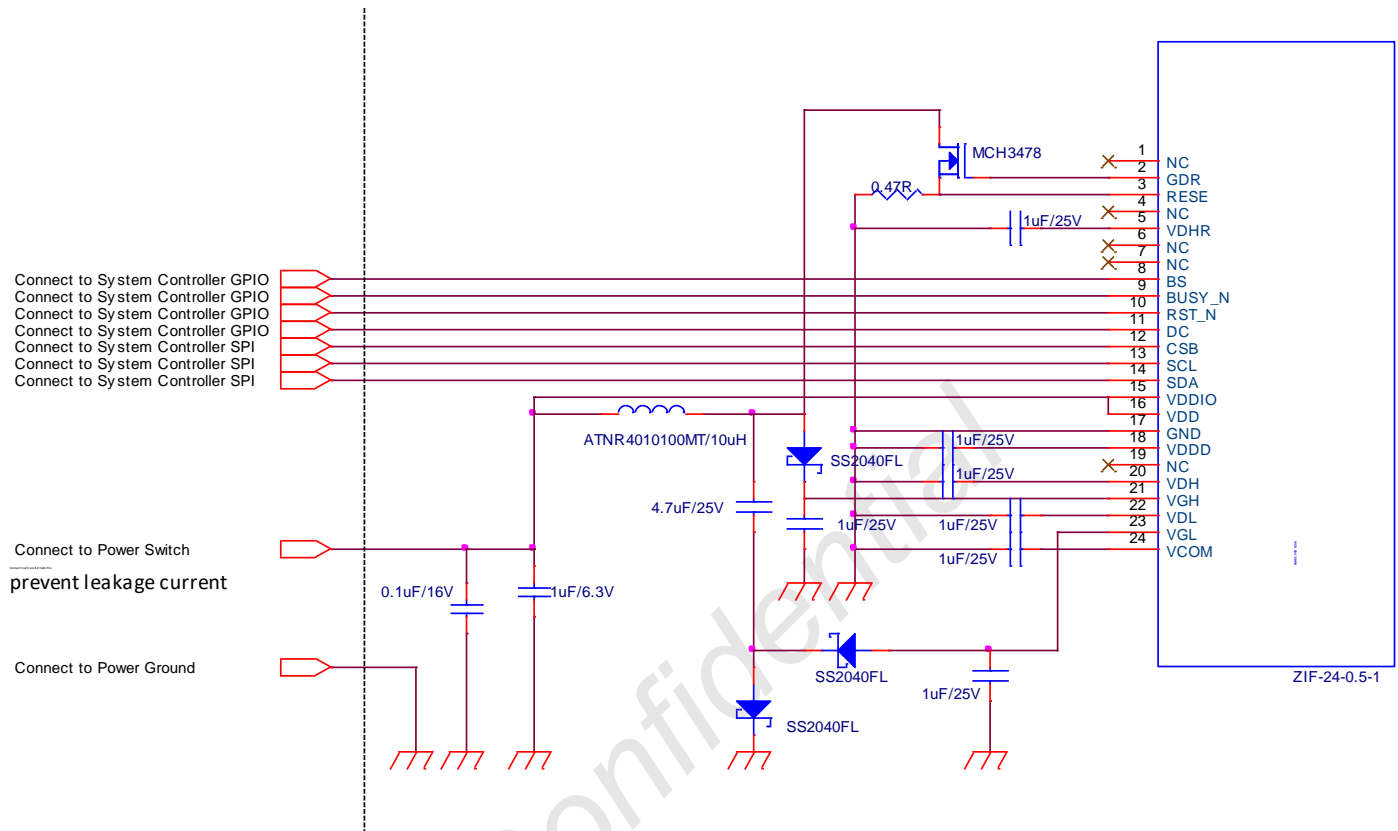 MCH3478
0.47R
1uF/25V
1
NC
2
GDR
3
RESE
4
NC
5
VDHR
6
NC
7
NC
8
BS
9
BUSY_N
10
RST_N
11
DC
12
CSB
13
SCL
14
SDA
15
VDDIO
16
VDD
17
GND
18
VDDD
19
NC
20
VDH
21
VGH
22
VDL
23
VGL
24
VCOM
Connect to System Controller GPIO
Connect to System Controller GPIO
Connect to System Controller GPIO
Connect to System Controller GPIO
Connect to System Controller SPI
Connect to System Controller SPI
Connect to System Controller SPI
ATNR4010100MT/10uH
SS2040FL
1uF/25V
1uF/25V
4.7uF/25V
1uF/25V
1uF/25V
1uF/25V
Connect to Power Switch
prevent leakage current
0.1uF/16V
1uF/6.3V
Connect to Power Ground
SS2040FL
1uF/25V
SS2040FL
ZIF-24-0.5-1
Confidential